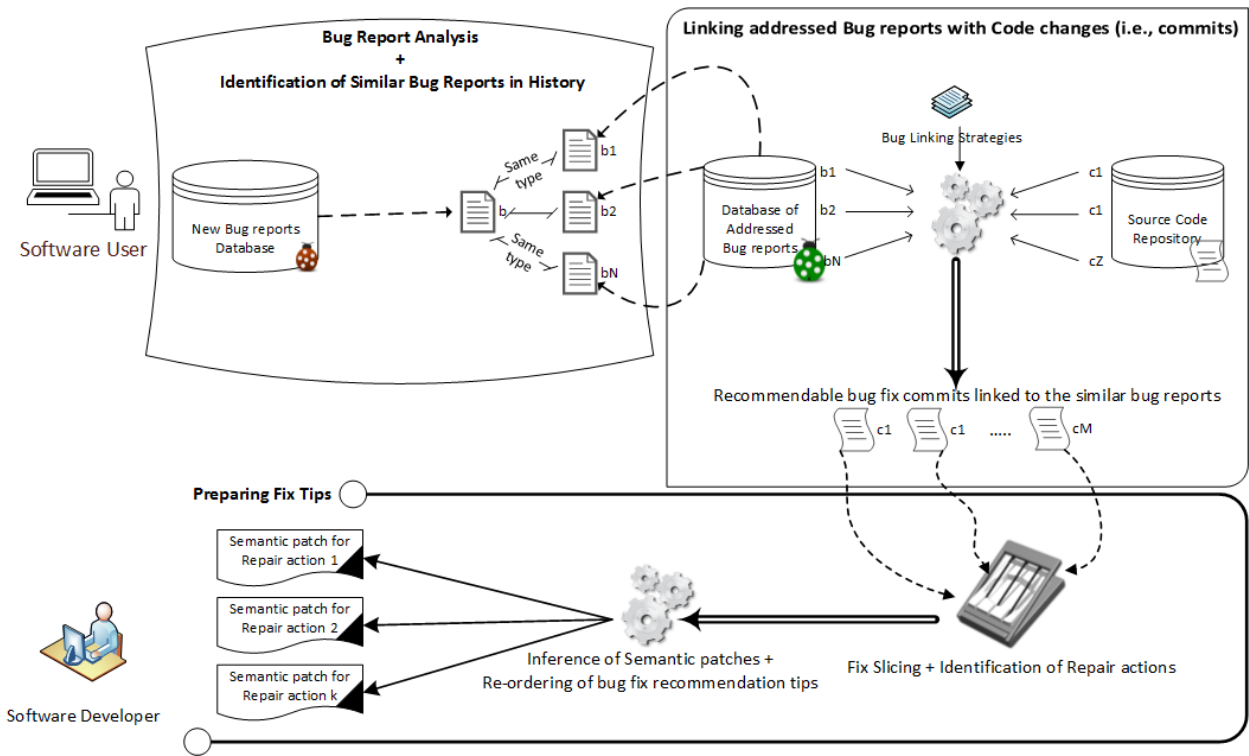 Bug Report Analysis
+
Identification of Similar Bug Reports in History
Software User
New Bug reports
Database
b
Same
type
b1
b2
Same
type
bN
Linking addressed Bug reports with Code changes (i.e., commits)
Bug Linking Strategies
Database of
Addressed
Bug reports
b1
b2
bN
c1
c1
cZ
Source Code
Repository
Recommendable bug fix commits linked to the similar bug reports
c1
c1
.....
cM
Preparing Fix Tips
Semantic patch for
Repair action 1
Semantic patch for
Repair action 2
Semantic patch for
Repair action k
Software Developer
Inference of Semantic patches +
Re-ordering of bug fix recommendation tips
Fix Slicing + Identification of Repair actions